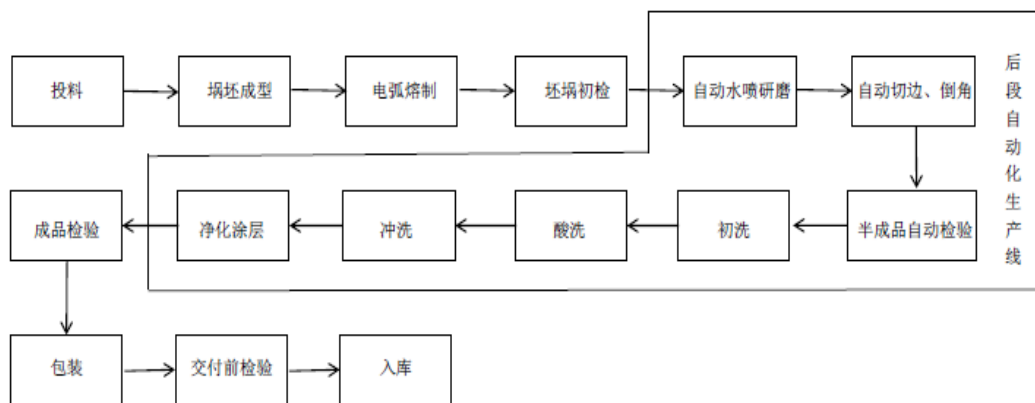 投料
埚坯成型
电弧熔制
坯埚初检
自动水喷研磨
自动切边、倒角
后段自动化生产线
成品检验
净化涂层
冲洗
酸洗
初洗
半成品自动检验
包装
交付前检验
入库